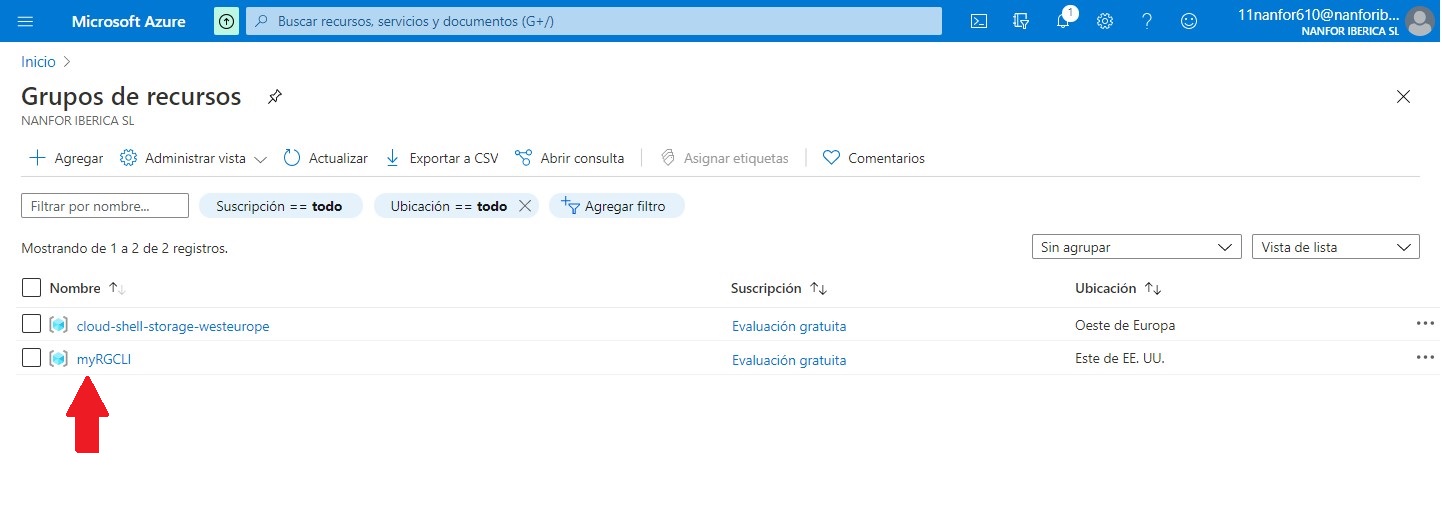 Microsoft Azure
Buscar recursos, servicios y documentos (G+/)
1
11nanfor610@nanforib...
NANFOR IBERICA SL
Inicio
Grupos de recursos
NANFOR IBERICA SL
Agregar
Administrar vista
Actualizar
Exportar a CSV
Abrir consulta
Asignar etiquetas
Comentarios
Filtrar por nombre...
Suscripción == todo
Ubicación == todo
Agregar filtro
Mostrando de 1 a 2 de 2 registros.
Sin agrupar
Vista de lista
Nombre
Suscripción
Ubicación
cloud-shell-storage-westeurope
Evaluación gratuita
Oeste de Europa
myRGCLI
Evaluación gratuita
Este de EE. UU.